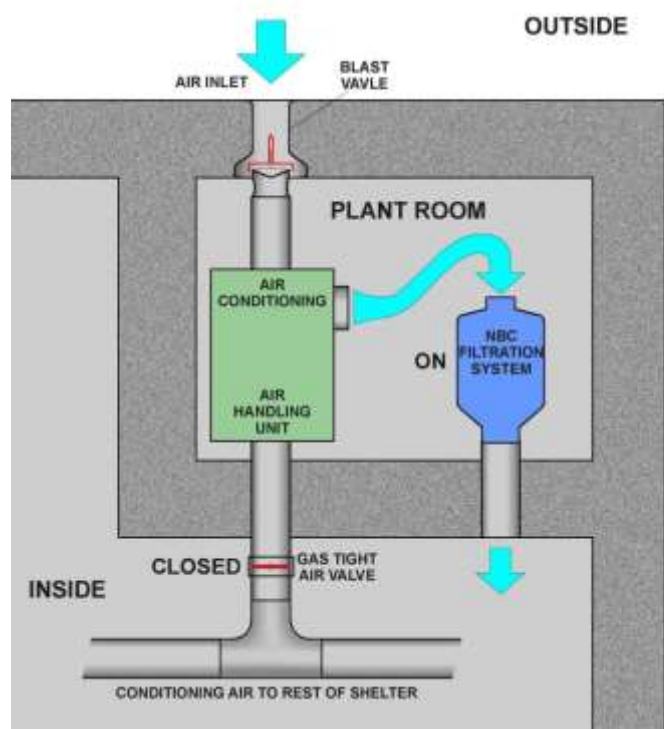 OUTSIDE
AIR INLET
BLAST
VAVLE
PLANT ROOM
AIR
CONDITIONING
AIR
HANDLING
UNIT
ON
NBC
FILTRATION
SYSTEM
CLOSED
GAS TIGHT
AIR VALVE
INSIDE
CONDITIONING AIR TO REST OF SHELTER